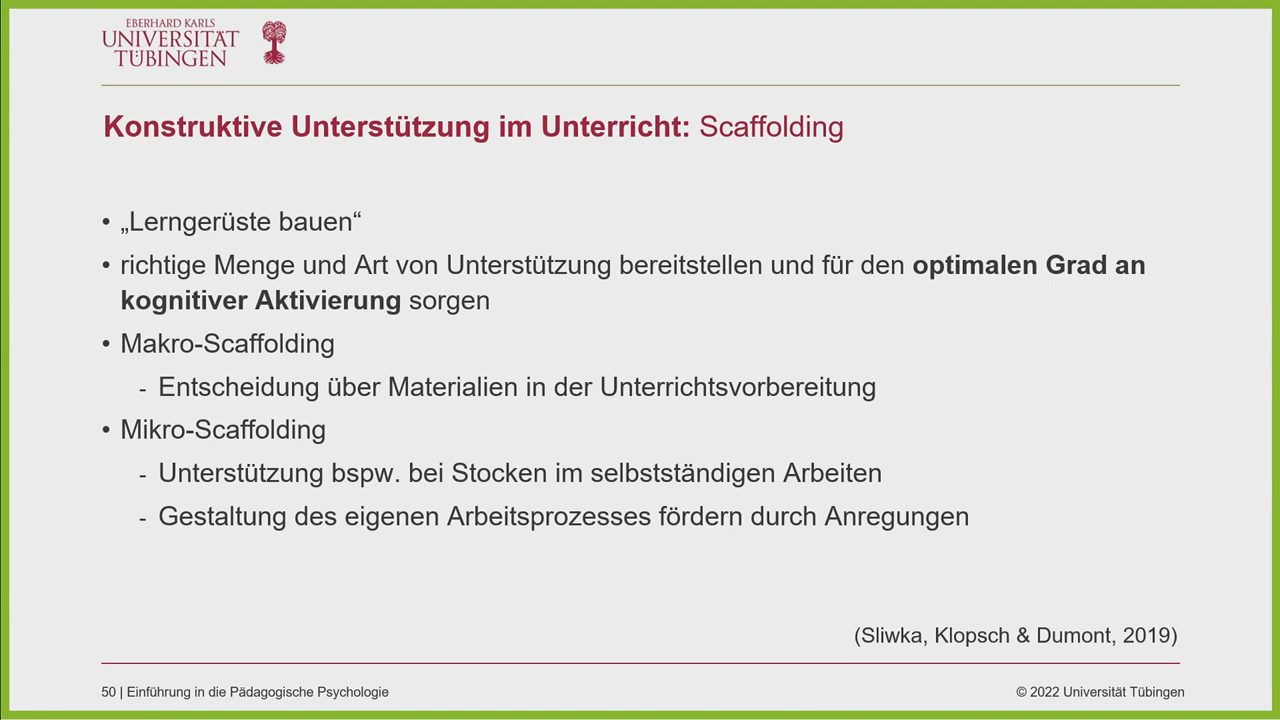 EBERHARD KARLS
UNIVERSITÄT
TÜBINGEN
Konstruktive Unterstützung im Unterricht: Scaffolding
• „Lerngerüste bauen“
• richtige Menge und Art von Unterstützung bereitstellen und für den optimalen Grad an
kognitiver Aktivierung sorgen
• Makro-Scaffolding
- Entscheidung über Materialien in der Unterrichtsvorbereitung
• Mikro-Scaffolding
- Unterstützung bspw. bei Stocken im selbstständigen Arbeiten
- Gestaltung des eigenen Arbeitsprozesses fördern durch Anregungen
(Sliwka, Klopsch & Dumont, 2019)
50 | Einführung in die Pädagogische Psychologie
© 2022 Universität Tübingen